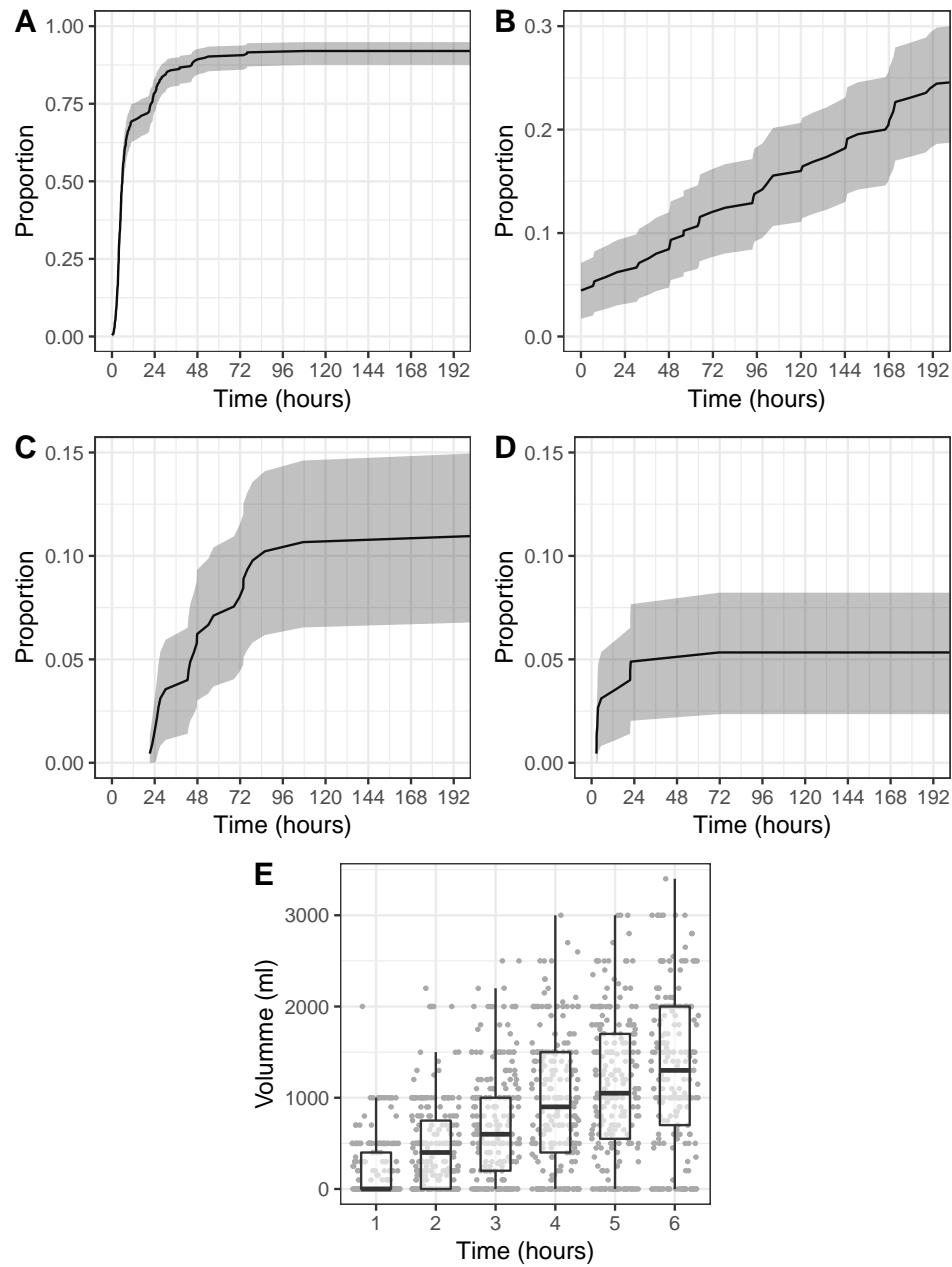 A
B
1.00
0.75
0.50
0.25
0.00
Proportion
0 24 48 72 96 120 144 168 192
Time (hours)
0.3
0.2
0.1
0.0
Proportion
0 24 48 72 96 120 144 168 192
Time (hours)
C
D
0.15
0.10
0.05
0.00
Proportion
0 24 48 72 96 120 144 168 192
Time (hours)
0.15
0.10
0.05
0.00
Proportion
0 24 48 72 96 120 144 168 192
Time (hours)
E
3000
2000
1000
0
Volumme (ml)
1 2 3 4 5 6
Time (hours)